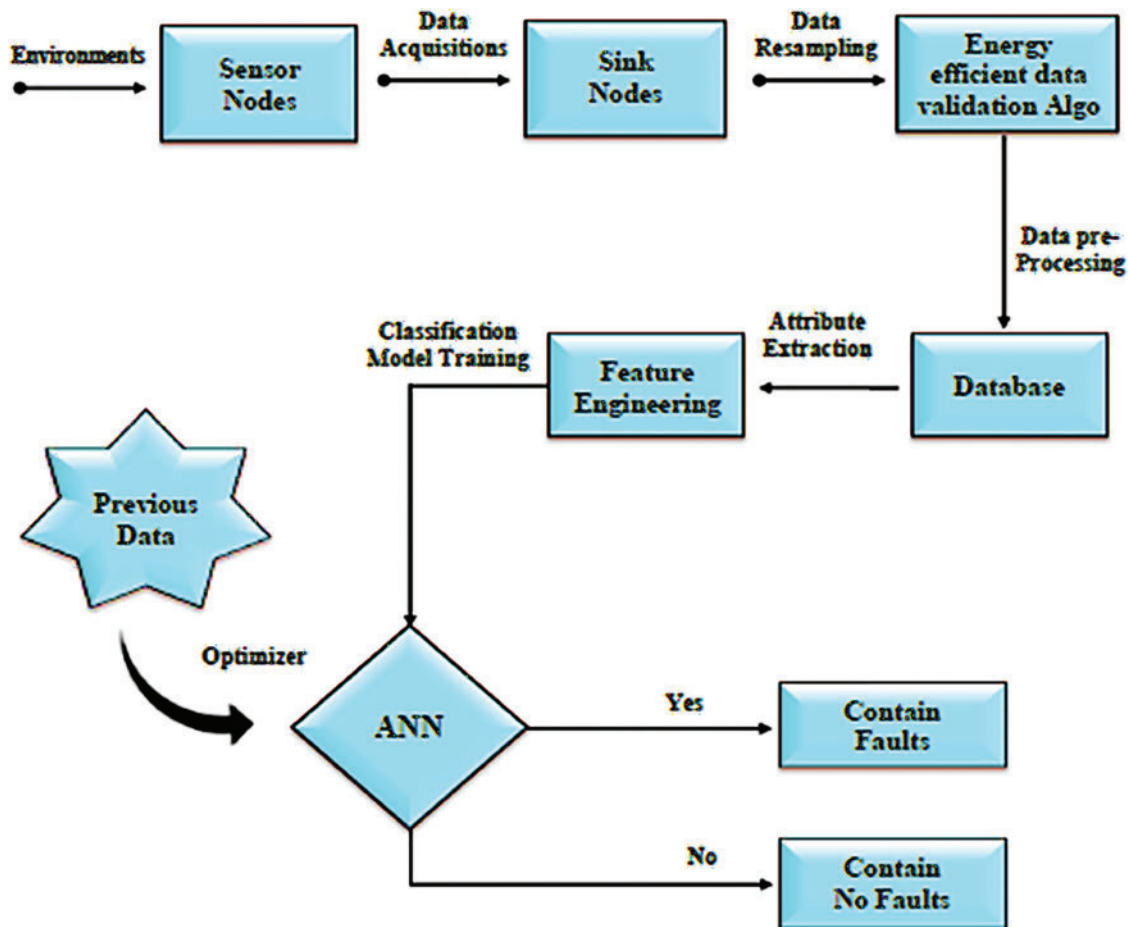 Environments
Sensor
Nodes
Data
Acquisitions
Sink
Nodes
Data
Resampling
Energy
efficient data
validation Algo
Data pre-
Processing
Database
Attribute
Extraction
Feature
Engineering
Classification
Model Training
Previous
Data
Optimizer
ANN
Yes
Contain
Faults
No
Contain
No Faults